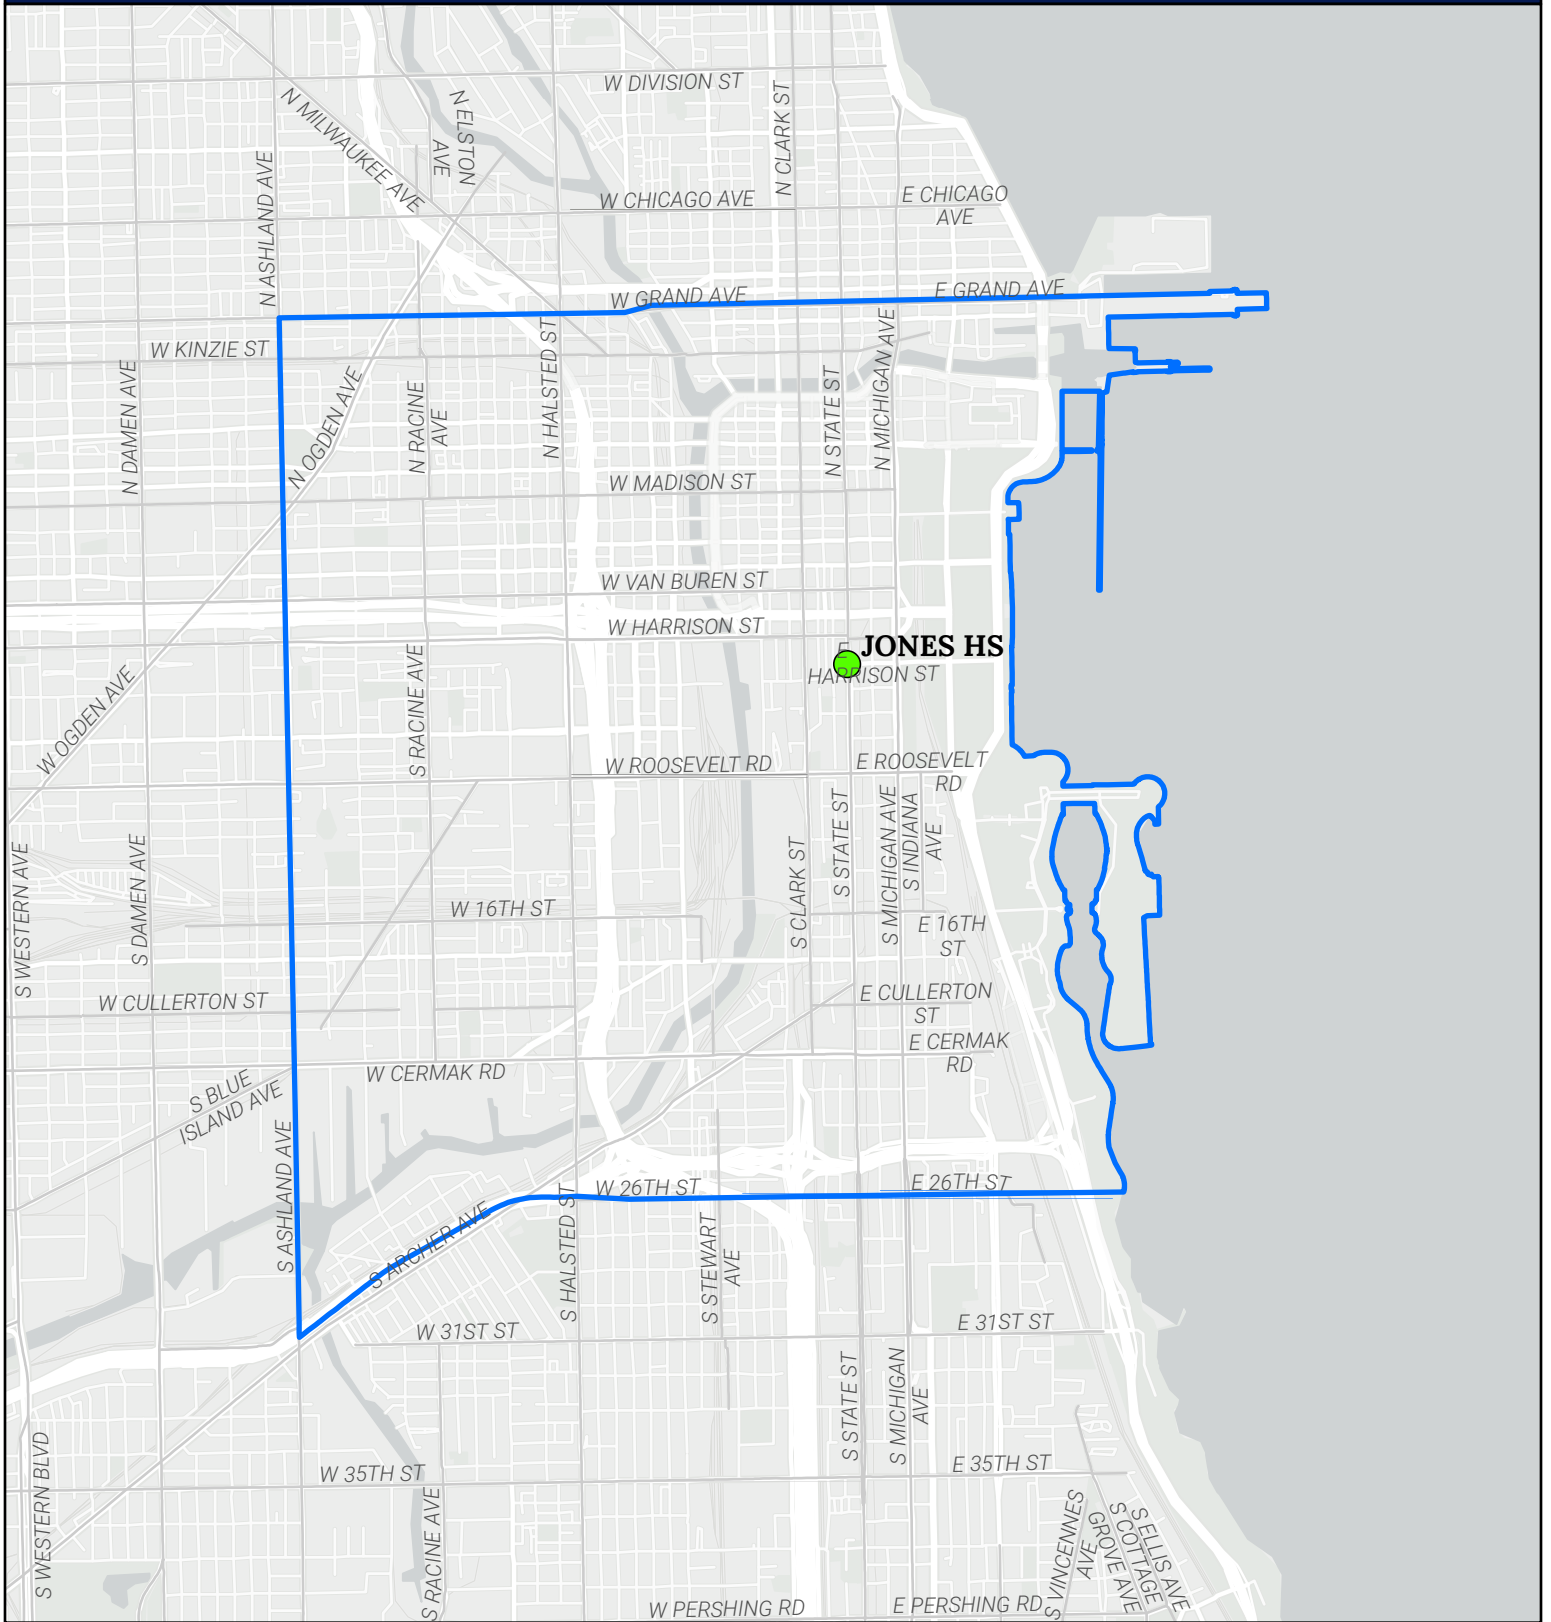 W DIVISION ST
N CLARK ST
N MILWAUKEE AVE
N ELSTON
AVE
N ASHLAND AVE
W CHICAGO AVE
E CHICAGO
AVE
W GRAND AVE
E GRAND AVE
W KINZIE ST
N DAMEN AVE
N OGDEN AVE
N RACINE
AVE
N HALSTED ST
N STATE ST
N MICHIGAN AVE
W MADISON ST
W VAN BUREN ST
W HARRISON ST
JONES HS
E
HARRISON ST
W OGDEN AVE
S RACINE AVE
W ROOSEVELT RD
E ROOSEVELT
RD
S WESTERN AVE
S DAMEN AVE
S CLARK ST
S STATE ST
S MICHIGAN AVE
S INDIANA
AVE
W 16TH ST
E 16TH
ST
W CULLERTON ST
E CULLERTON
ST
W CERMAK RD
E CERMAK
RD
S BLUE
ISLAND AVE
S ASHLAND AVE
W 26TH ST
E 26TH ST
S ARCHER AVE
S HALSTED ST
S STEWART
AVE
W 31ST ST
E 31ST ST
S STATE ST
S MICHIGAN
AVE
W 35TH ST
E 35TH ST
S WESTERN BLVD
S RACINE AVE
S VINCENNES
AVE
S COTTAGE
GROVE AVE
S ELLIS AVE
W PERSHING RD
E PERSHING RD